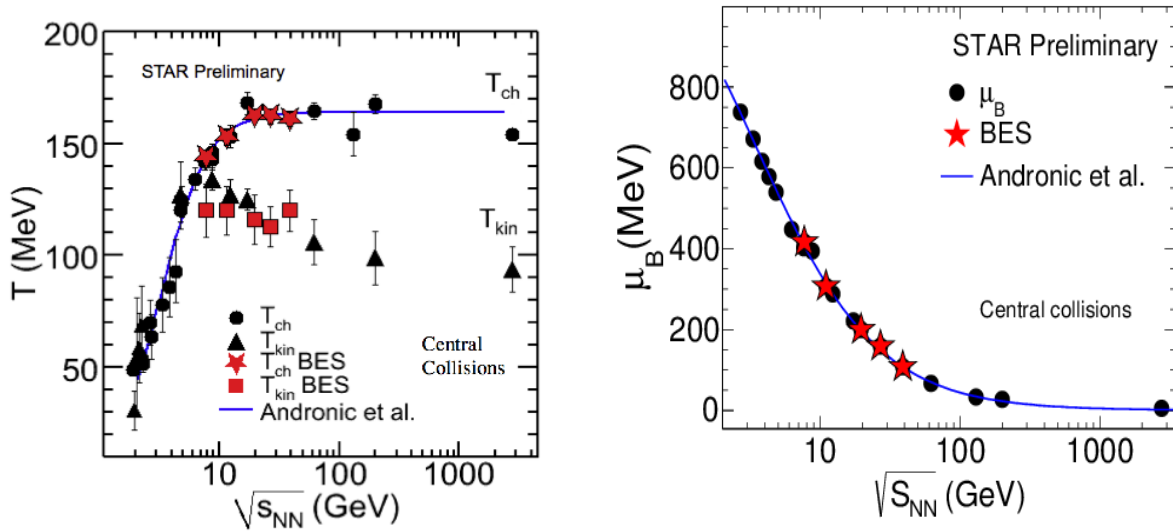 200
150
100
50
T (MeV)
STAR Preliminary
T_ch
T_kin
T_ch
T_kin
T_ch BES
T_kin BES
Andronic et al.
Central
Collisions
10 100 1000
√s_NN (GeV)
800
600
400
200
0
μ_B (MeV)
STAR Preliminary
μ_B
BES
Andronic et al.
Central collisions
10 100 1000
√S_NN (GeV)